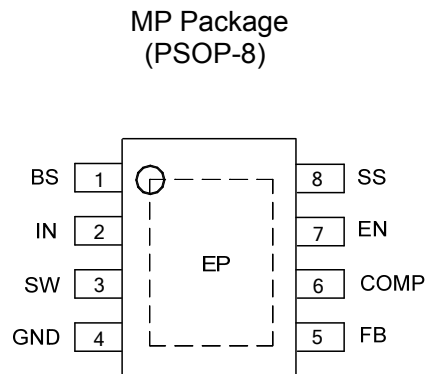 MP Package
(PSOP-8)
BS 1 8 SS
IN 2 7 EN
EP
SW 3 6 COMP
GND 4 5 FB